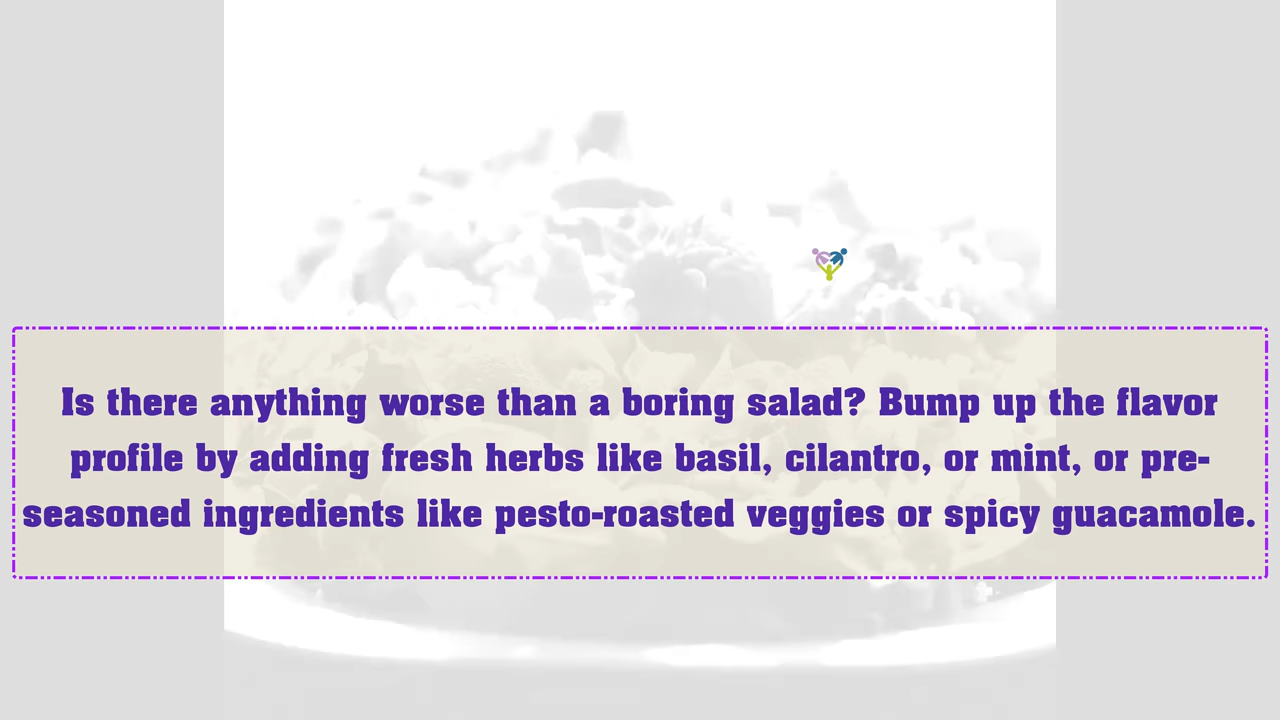 Is there anything worse than a boring salad? Bump up the flavor
profile by adding fresh herbs like basil, cilantro, or mint, or pre-
seasoned ingredients like pesto-roasted veggies or spicy guacamole.